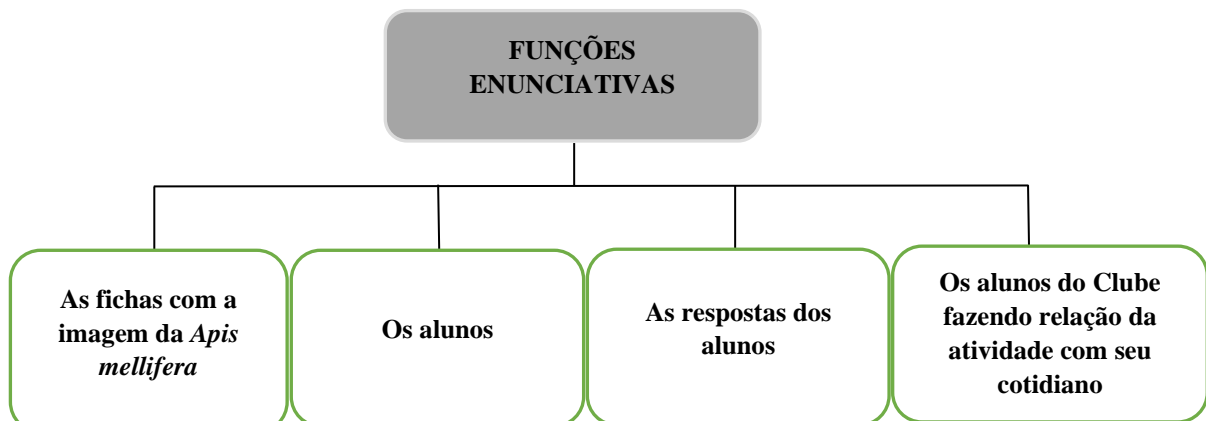 FUNÇÕES
ENUNCIATIVAS
As fichas com a
imagem da Apis
mellifera
Os alunos
As respostas dos
alunos
Os alunos do Clube
fazendo relação da
atividade com seu
cotidiano